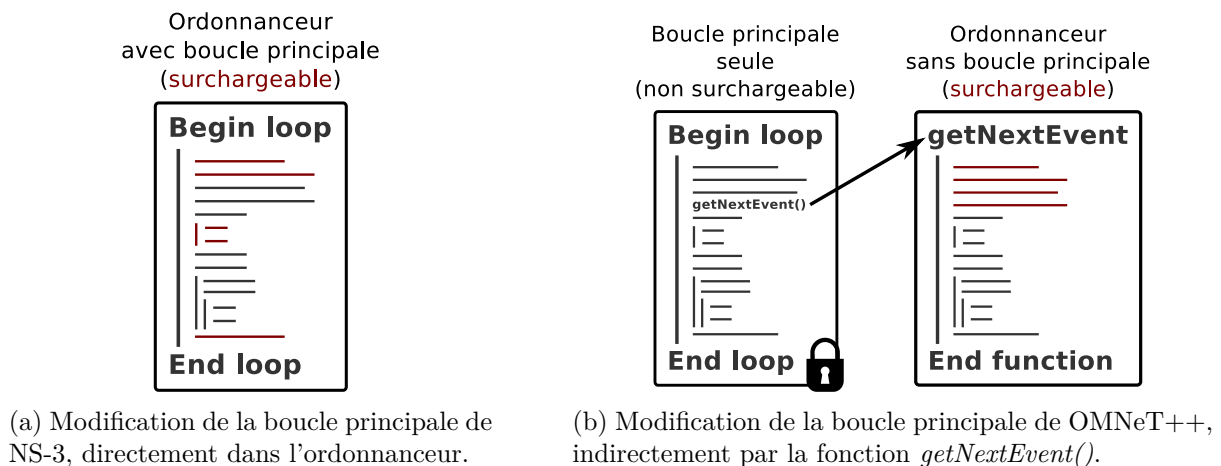 Ordonnanceur
avec boucle principale
(surchargeable)
Begin loop
End loop
(a) Modification de la boucle principale de
NS-3, directement dans l'ordonnanceur.
Boucle principale
seule
(non surchargeable)
Begin loop
getNextEvent()
End loop
Ordonnanceur
sans boucle principale
(surchargeable)
getNextEvent
End function
(b) Modification de la boucle principale de OMNeT++,
indirectement par la fonction getNextEvent().